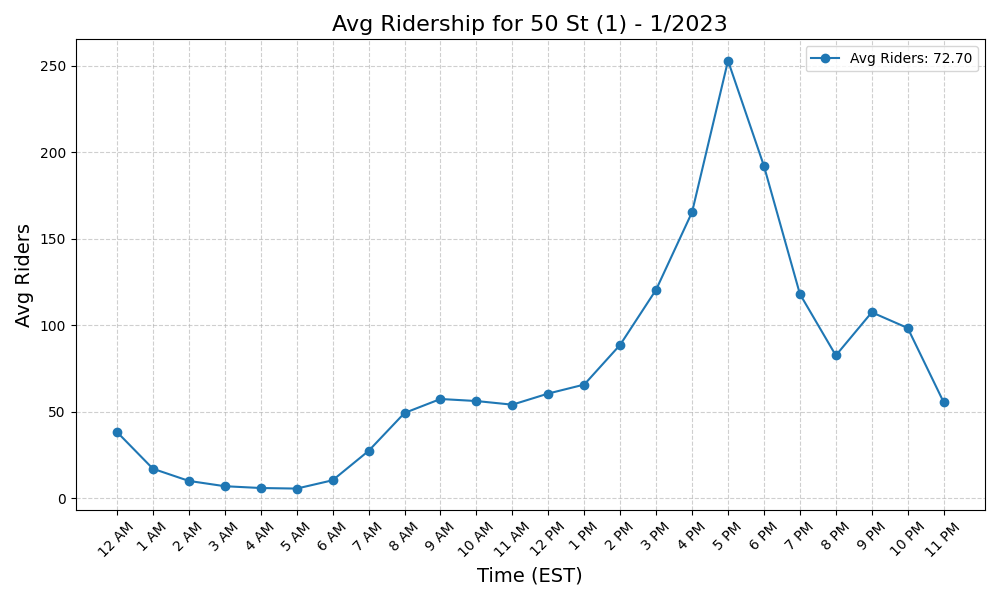 Avg Ridership for 50 St (1) - 1/2023
Avg Riders: 72.70
Avg Riders
250
200
150
100
50
0
12 AM
1 AM
2 AM
3 AM
4 AM
5 AM
6 AM
7 AM
8 AM
9 AM
10 AM
11 AM
12 PM
1 PM
2 PM
3 PM
4 PM
5 PM
6 PM
7 PM
8 PM
9 PM
10 PM
11 PM
Time (EST)